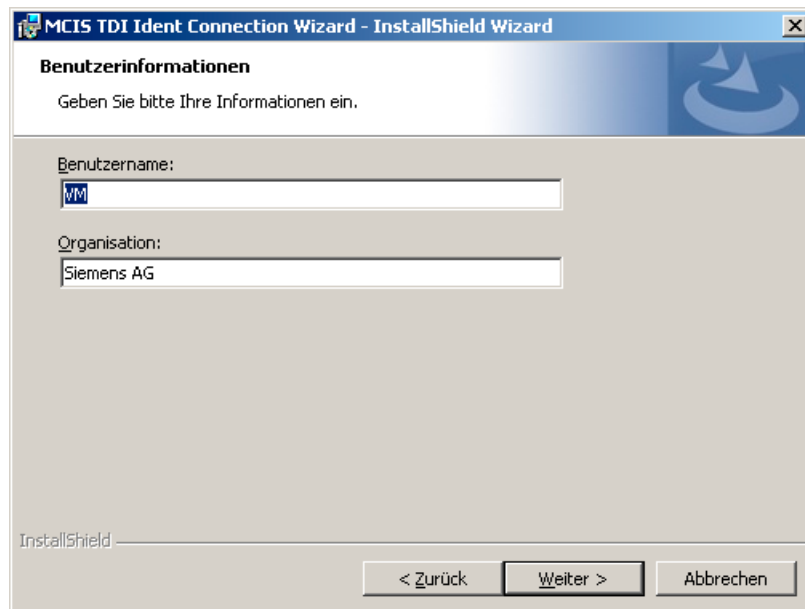 MCIS TDI Ident Connection Wizard - InstallShield Wizard
Benutzerinformationen
Geben Sie bitte Ihre Informationen ein.
Benutzername:
VM
Organisation:
Siemens AG
InstallShield
< Zurück Weiter > Abbrechen